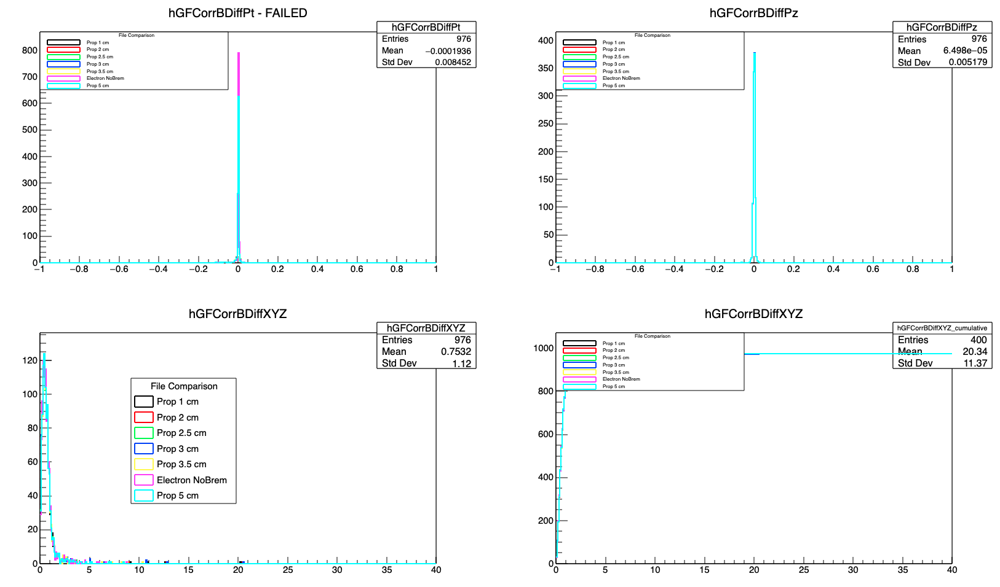 hGFCorrBDiffPt - FAILED
hGFCorrBDiffPt
Entries 976
Mean −0.0001936
Std Dev 0.008452
File Comparison
Prop 1 cm
Prop 2 cm
Prop 2.5 cm
Prop 3 cm
Prop 3.5 cm
Electron NoBrem
Prop 5 cm
800
700
600
500
400
300
200
100
0
−1 −0.8 −0.6 −0.4 −0.2 0 0.2 0.4 0.6 0.8 1
hGFCorrBDiffPz
hGFCorrBDiffPz
Entries 976
Mean 6.498e−05
Std Dev 0.005179
File Comparison
Prop 1 cm
Prop 2 cm
Prop 2.5 cm
Prop 3 cm
Prop 3.5 cm
Electron NoBrem
Prop 5 cm
400
350
300
250
200
150
100
50
0
−1 −0.8 −0.6 −0.4 −0.2 0 0.2 0.4 0.6 0.8 1
hGFCorrBDiffXYZ
hGFCorrBDiffXYZ
Entries 976
Mean 0.7532
Std Dev 1.12
File Comparison
Prop 1 cm
Prop 2 cm
Prop 2.5 cm
Prop 3 cm
Prop 3.5 cm
Electron NoBrem
Prop 5 cm
120
100
80
60
40
20
0
0 5 10 15 20 25 30 35 40
hGFCorrBDiffXYZ
hGFCorrBDiffXYZ_cumulative
Entries 400
Mean 20.34
Std Dev 11.37
File Comparison
Prop 1 cm
Prop 2 cm
Prop 2.5 cm
Prop 3 cm
Prop 3.5 cm
Electron NoBrem
Prop 5 cm
1000
800
600
400
200
0
0 5 10 15 20 25 30 35 40